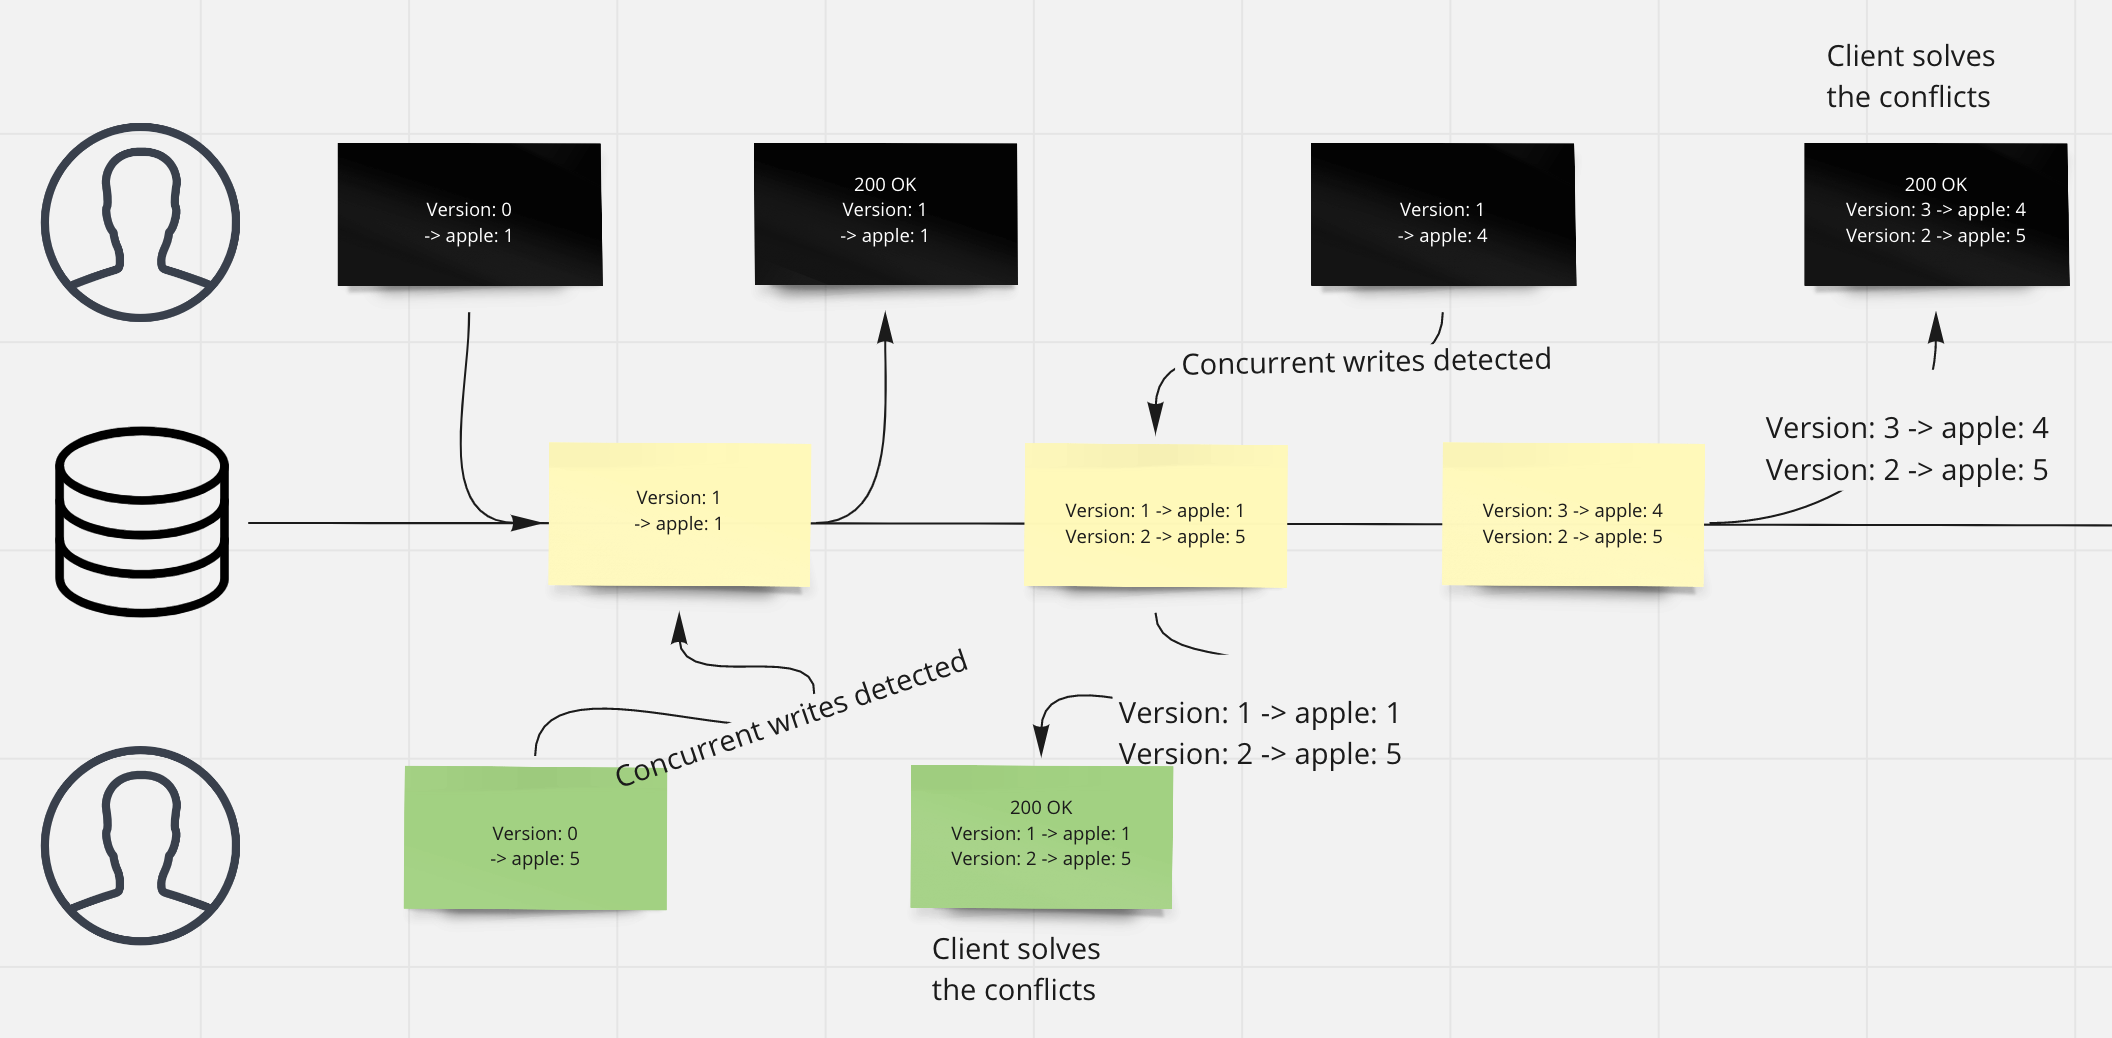 Client solves
the conflicts
Version: 0
-> apple: 1
200 OK
Version: 1
-> apple: 1
Version: 1
-> apple: 4
200 OK
Version: 3 -> apple: 4
Version: 2 -> apple: 5
Concurrent writes detected
Version: 3 -> apple: 4
Version: 2 -> apple: 5
Version: 1
-> apple: 1
Version: 1 -> apple: 1
Version: 2 -> apple: 5
Version: 3 -> apple: 4
Version: 2 -> apple: 5
Concurrent writes detected
Version: 1 -> apple: 1
Version: 2 -> apple: 5
Version: 0
-> apple: 5
200 OK
Version: 1 -> apple: 1
Version: 2 -> apple: 5
Client solves
the conflicts